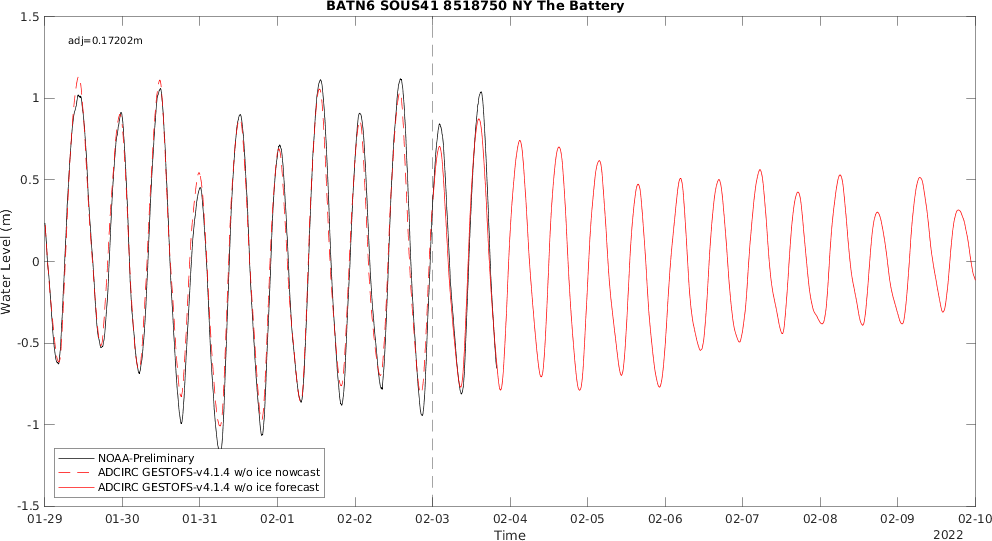 BATN6 SOUS41 8518750 NY The Battery
adj=0.17202m
1.5
1
0.5
0
-0.5
-1
-1.5
Water Level (m)
NOAA-Preliminary
ADCIRC GESTOFS-v4.1.4 w/o ice nowcast
ADCIRC GESTOFS-v4.1.4 w/o ice forecast
01-29 01-30 01-31 02-01 02-02 02-03 02-04 02-05 02-06 02-07 02-08 02-09 02-10
Time
2022